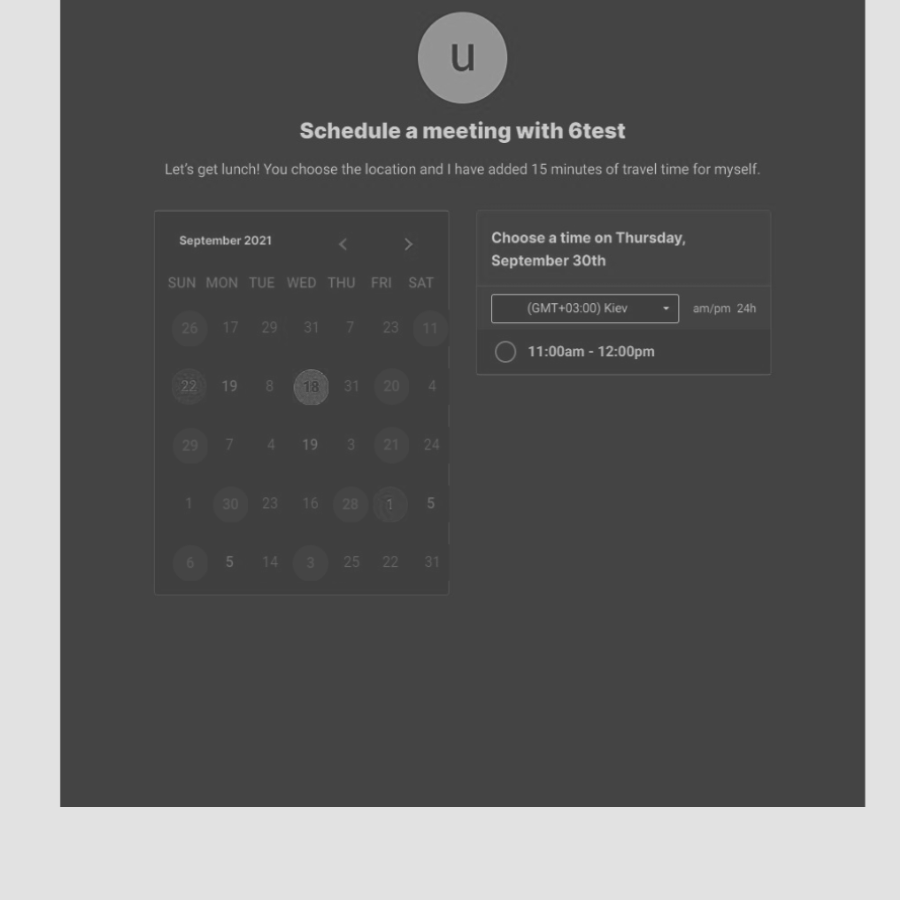 u
Schedule a meeting with 6test
Let's get lunch! You choose the location and I have added 15 minutes of travel time for myself.
September 2021
SUN MON TUE WED THU FRI SAT
26 17 29 31 7 23 11
22 19 8 18 31 20 4
29 7 4 19 3 21 24
1 30 23 16 28 1 5
6 5 14 3 25 22 31
Choose a time on Thursday,
September 30th
(GMT+03:00) Kiev am/pm 24h
11:00am - 12:00pm